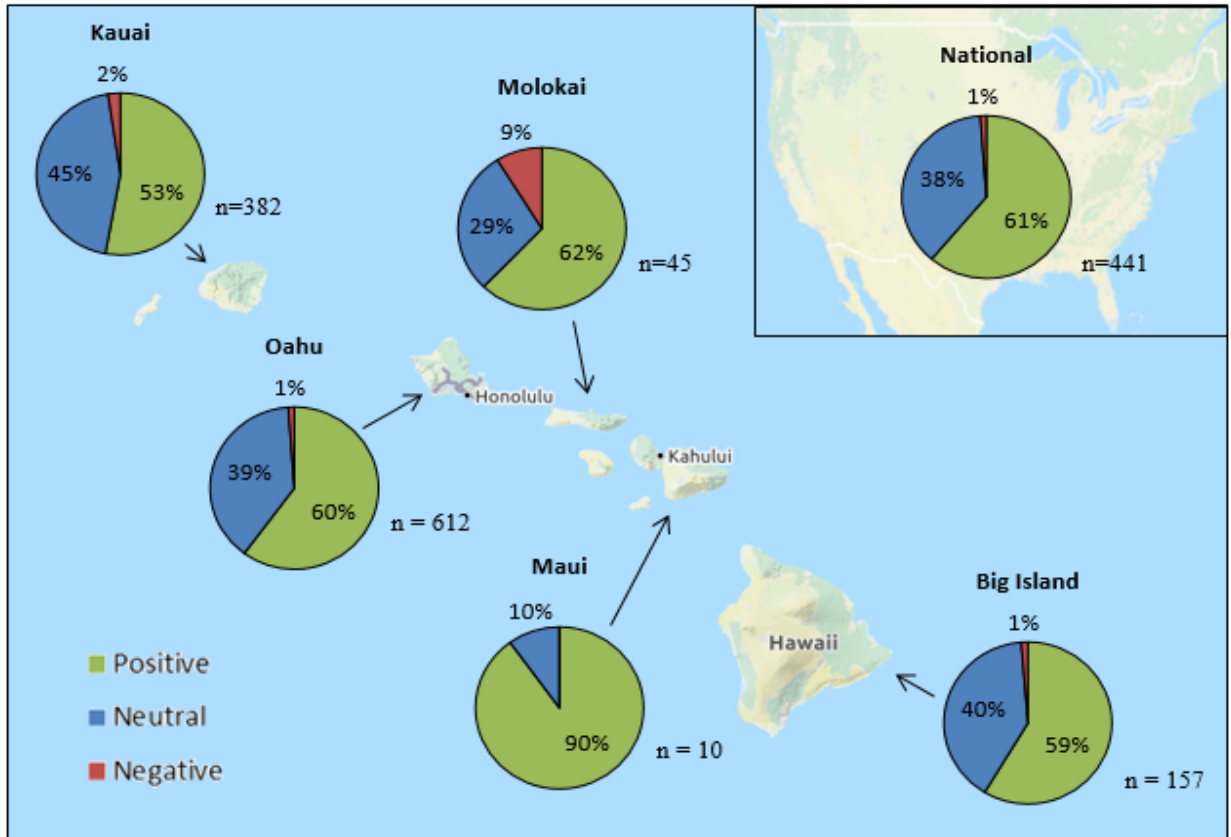 Kauai
2%
45%
53%
n=382
Molokai
9%
29%
62%
n=45
National
1%
38%
61%
n=441
Oahu
1%
39%
60%
n = 612
Honolulu
Kahului
Maui
10%
90%
n = 10
Hawaii
Big Island
1%
40%
59%
n = 157
Positive
Neutral
Negative